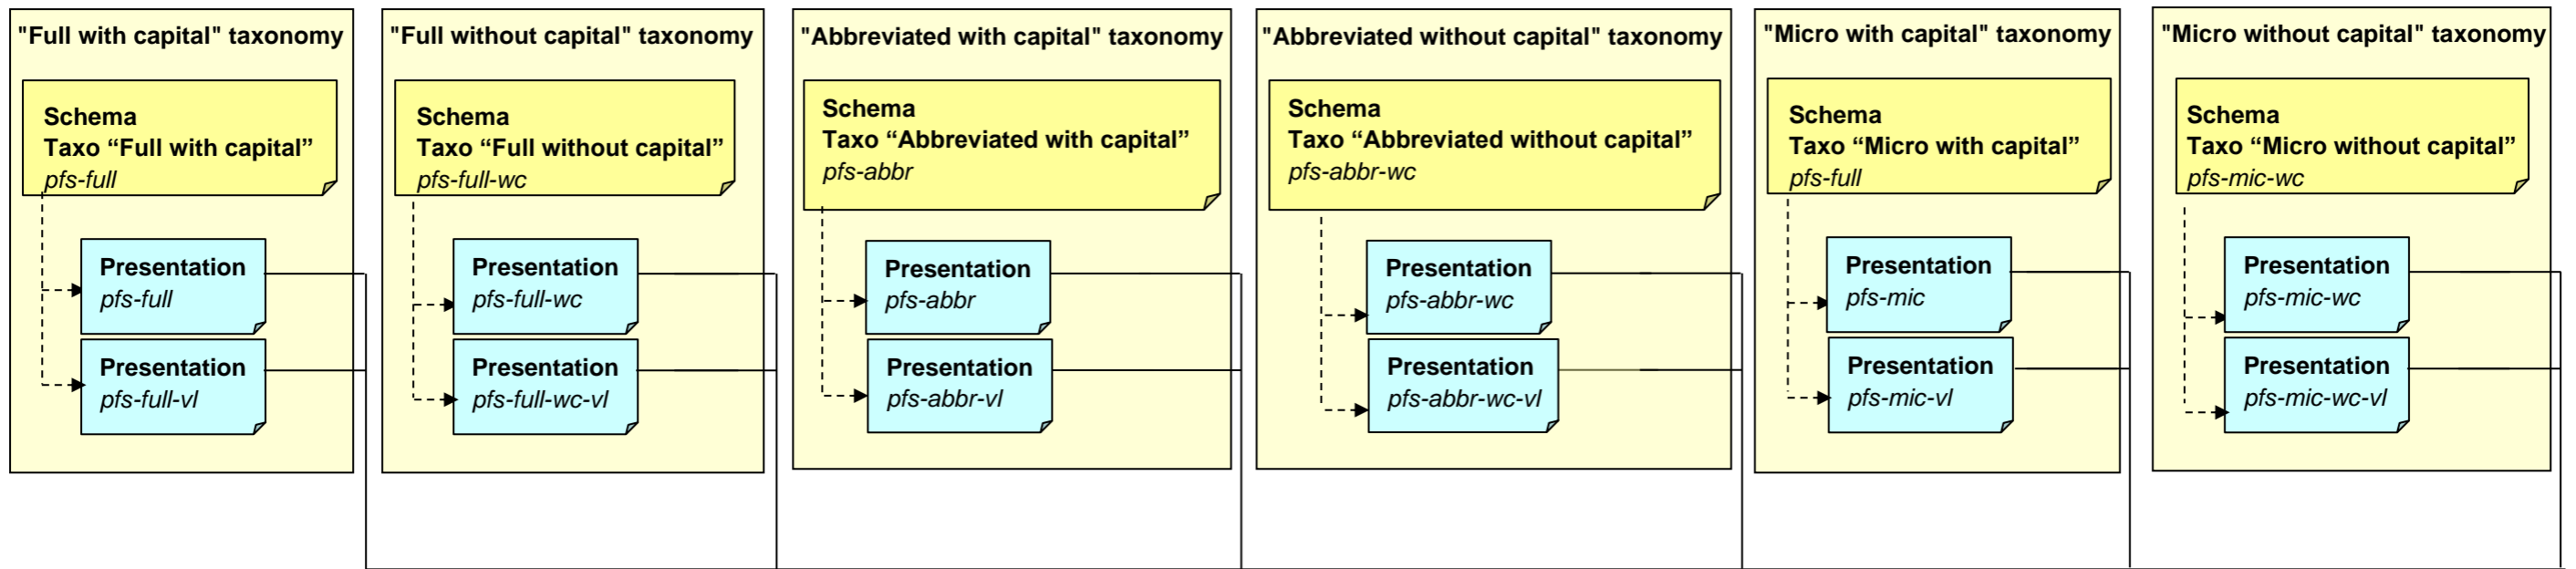 "Full with capital" taxonomy
Schema
Taxo “Full with capital”
pfs-full
Presentation
pfs-full
Presentation
pfs-full-vl
"Full without capital" taxonomy
Schema
Taxo “Full without capital”
pfs-full-wc
Presentation
pfs-full-wc
Presentation
pfs-full-wc-vl
"Abbreviated with capital" taxonomy
Schema
Taxo “Abbreviated with capital”
pfs-abbr
Presentation
pfs-abbr
Presentation
pfs-abbr-vl
"Abbreviated without capital" taxonomy
Schema
Taxo “Abbreviated without capital”
pfs-abbr-wc
Presentation
pfs-abbr-wc
Presentation
pfs-abbr-wc-vl
"Micro with capital" taxonomy
Schema
Taxo “Micro with capital”
pfs-full
Presentation
pfs-mic
Presentation
pfs-mic-vl
"Micro without capital" taxonomy
Schema
Taxo “Micro without capital”
pfs-mic-wc
Presentation
pfs-mic-wc
Presentation
pfs-mic-wc-vl